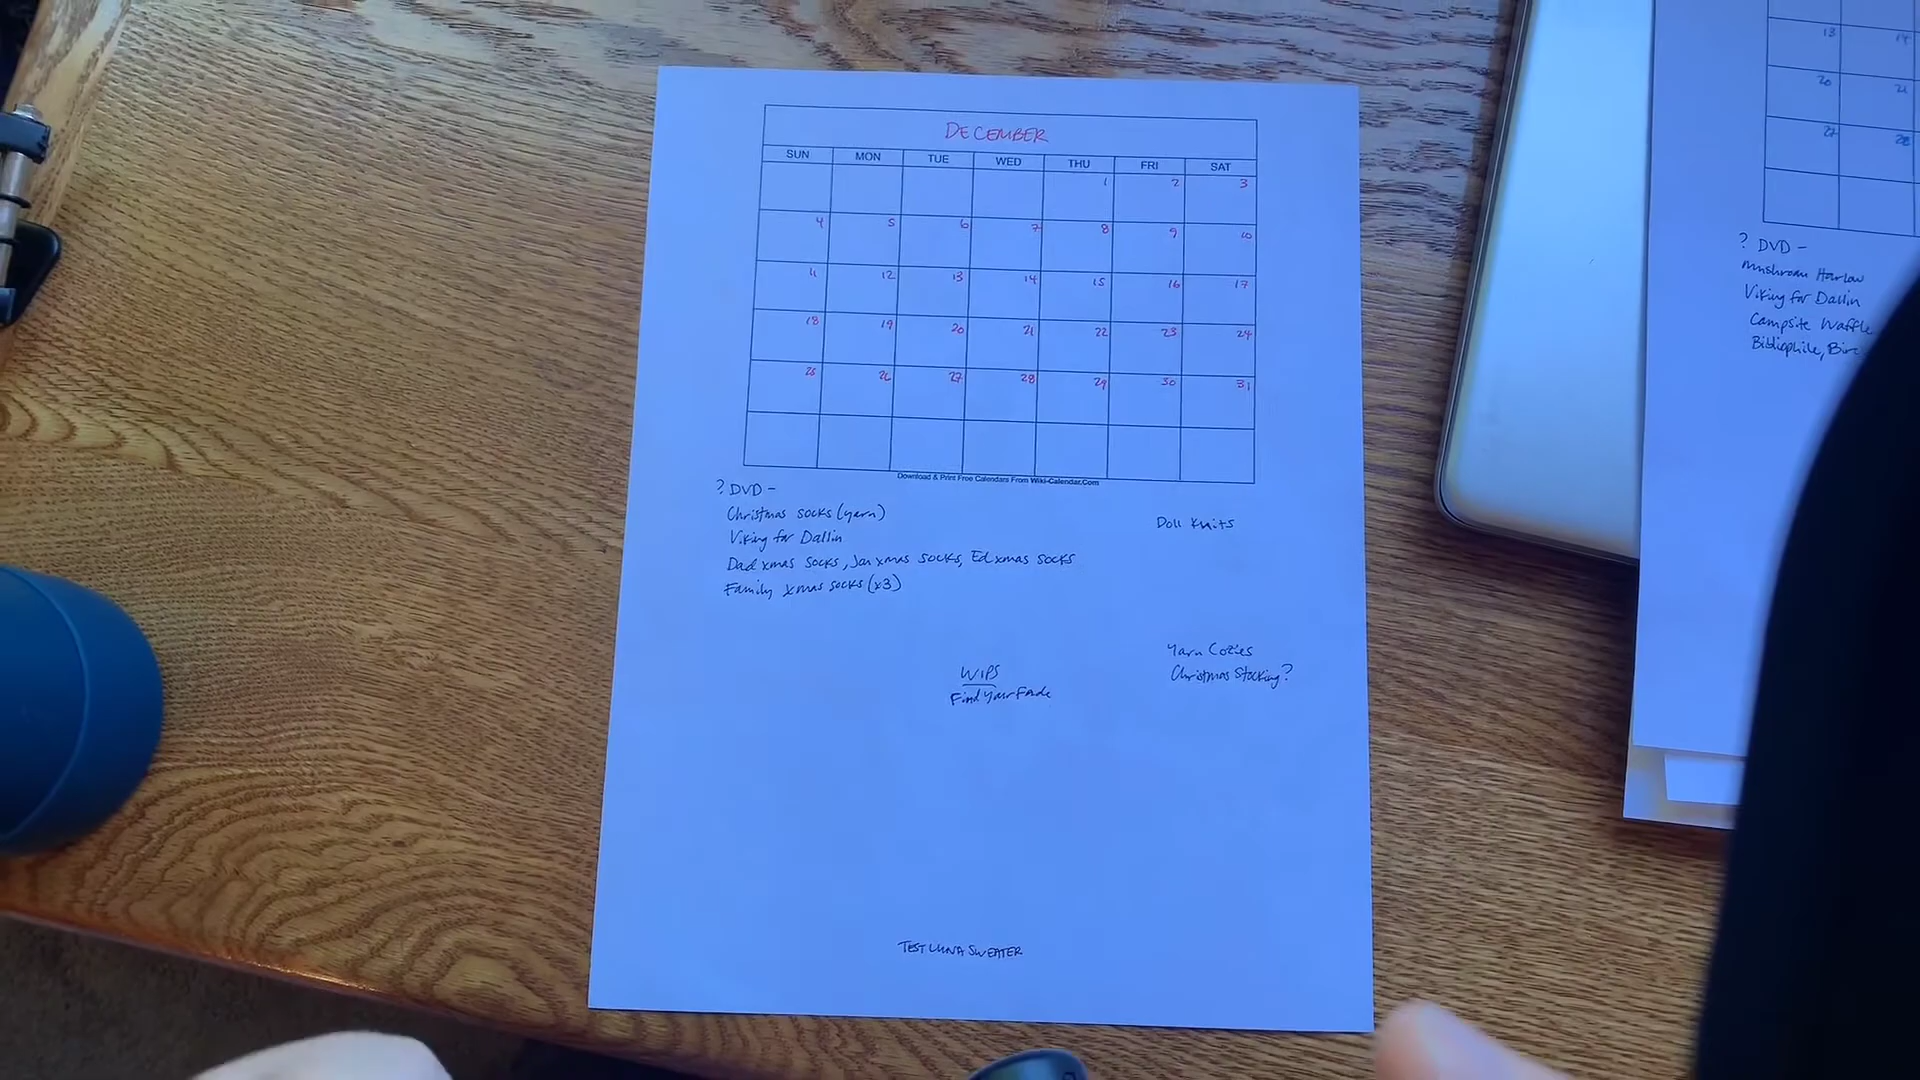 DECEMBER
SUN MON TUE WED THU FRI SAT
1 2 3
4 5 6 7 8 9 10
11 12 13 14 15 16 17
18 19 20 21 22 23 24
25 26 27 28 29 30 31
Download & Print Free Calendars From Wiki-Calendar.Com
? DVD -
Christmas socks (yarn)
Viking for Dallin
Dad xmas socks, Jan xmas socks, Ed xmas socks
Family xmas socks (x3)
Doll Knits
Yarn Cozies
Christmas Stocking?
WIPS
Find Your Fade
TEST LUNA SWEATER
13 14
20 21
27 28
? DVD -
Mushroom Harlow
Viking for Dallin
Campsite Waffle
Bibliophile,